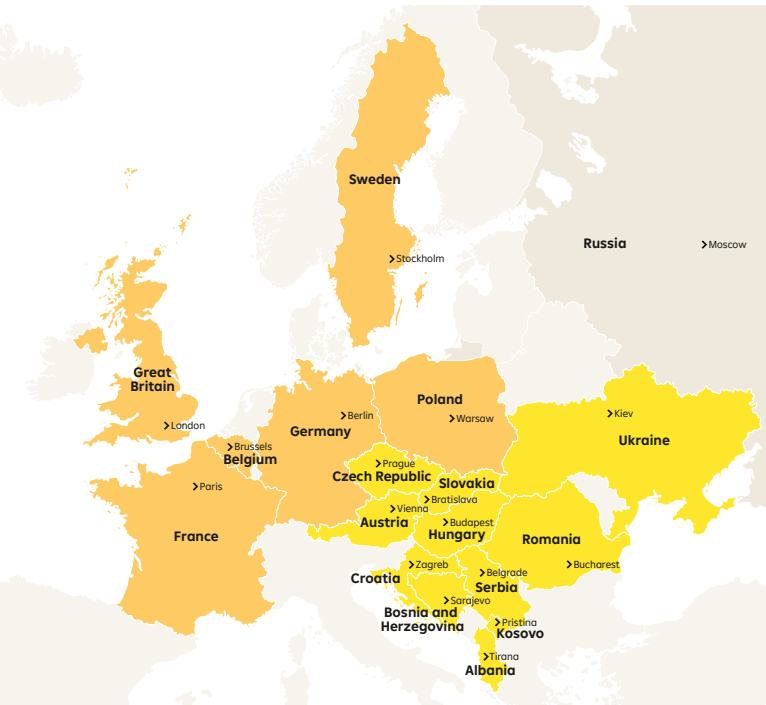 Sweden
Stockholm
Russia
Moscow
Great
Britain
London
Berlin
Germany
Poland
Warsaw
Kiev
Ukraine
Brussels
Belgium
Paris
France
Prague
Czech Republic
Slovakia
Bratislava
Vienna
Austria
Budapest
Hungary
Romania
Bucharest
Zagreb
Croatia
Belgrade
Serbia
Sarajevo
Bosnia and
Herzegovina
Pristina
Kosovo
Tirana
Albania